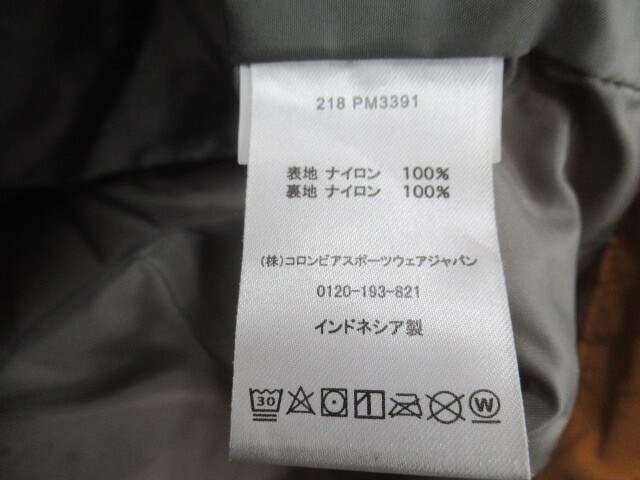 218 PM3391
表地 ナイロン 100%
裏地 ナイロン 100%
(株)コロンビアスポーツウェアジャパン
0120-193-821
インドネシア製
30 W